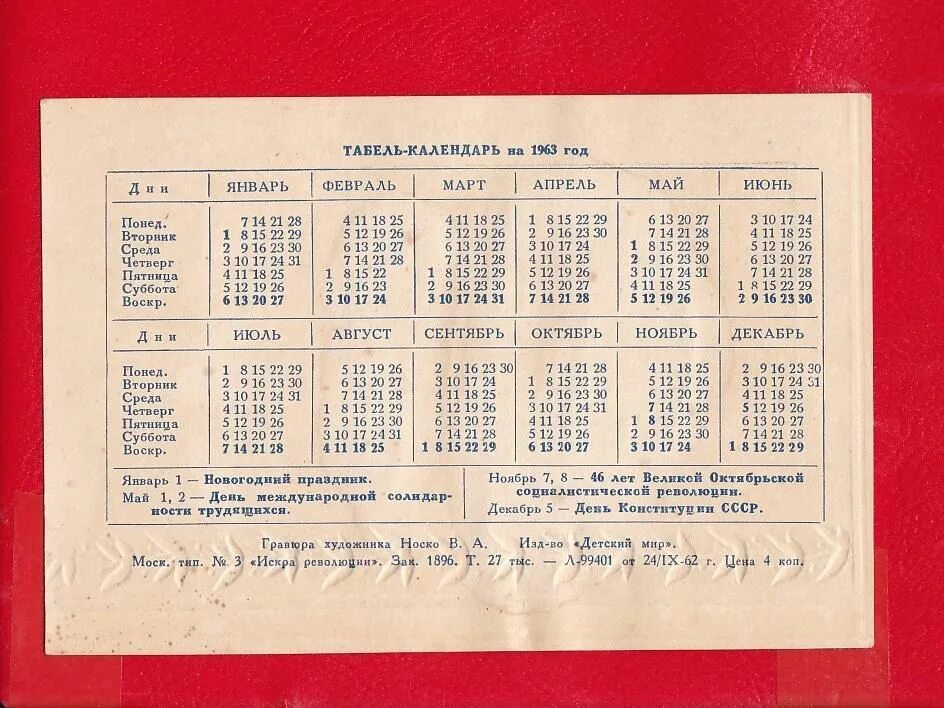 ТАБЕЛЬ-КАЛЕНДАРЬ на 1963 год
Дни ЯНВАРЬ ФЕВРАЛЬ МАРТ АПРЕЛЬ МАЙ ИЮНЬ
Понед. 7 14 21 28 4 11 18 25 4 11 18 25 1 8 15 22 29 6 13 20 27 3 10 17 24
Вторник 1 8 15 22 29 5 12 19 26 5 12 19 26 2 9 16 23 30 7 14 21 28 4 11 18 25
Среда 2 9 16 23 30 6 13 20 27 6 13 20 27 3 10 17 24 1 8 15 22 29 5 12 19 26
Четверг 3 10 17 24 31 7 14 21 28 7 14 21 28 4 11 18 25 2 9 16 23 30 6 13 20 27
Пятница 4 11 18 25 1 8 15 22 1 8 15 22 29 5 12 19 26 3 10 17 24 31 7 14 21 28
Суббота 5 12 19 26 2 9 16 23 2 9 16 23 30 6 13 20 27 4 11 18 25 1 8 15 22 29
Воскр. 6 13 20 27 3 10 17 24 3 10 17 24 31 7 14 21 28 5 12 19 26 2 9 16 23 30
Дни ИЮЛЬ АВГУСТ СЕНТЯБРЬ ОКТЯБРЬ НОЯБРЬ ДЕКАБРЬ
Понед. 1 8 15 22 29 5 12 19 26 2 9 16 23 30 7 14 21 28 4 11 18 25 2 9 16 23 30
Вторник 2 9 16 23 30 6 13 20 27 3 10 17 24 1 8 15 22 29 5 12 19 26 3 10 17 24 31
Среда 3 10 17 24 31 7 14 21 28 4 11 18 25 2 9 16 23 30 6 13 20 27 4 11 18 25
Четверг 4 11 18 25 1 8 15 22 29 5 12 19 26 3 10 17 24 31 7 14 21 28 5 12 19 26
Пятница 5 12 19 26 2 9 16 23 30 6 13 20 27 4 11 18 25 1 8 15 22 29 6 13 20 27
Суббота 6 13 20 27 3 10 17 24 31 7 14 21 28 5 12 19 26 2 9 16 23 30 7 14 21 28
Воскр. 7 14 21 28 4 11 18 25 1 8 15 22 29 6 13 20 27 3 10 17 24 1 8 15 22 29
Январь 1 — Новогодний праздник.
Май 1, 2 — День международной солидар-
ности трудящихся.
Ноябрь 7, 8 — 46 лет Великой Октябрьской
социалистической революции.
Декабрь 5 — День Конституции СССР.
Гравюра художника Носко В. А. Изд-во «Детский мир».
Моск. тип. № 3 «Искра революции». Зак. 1896. Т. 27 тыс. — Л-99401 от 24/IX-62 г. Цена 4 коп.